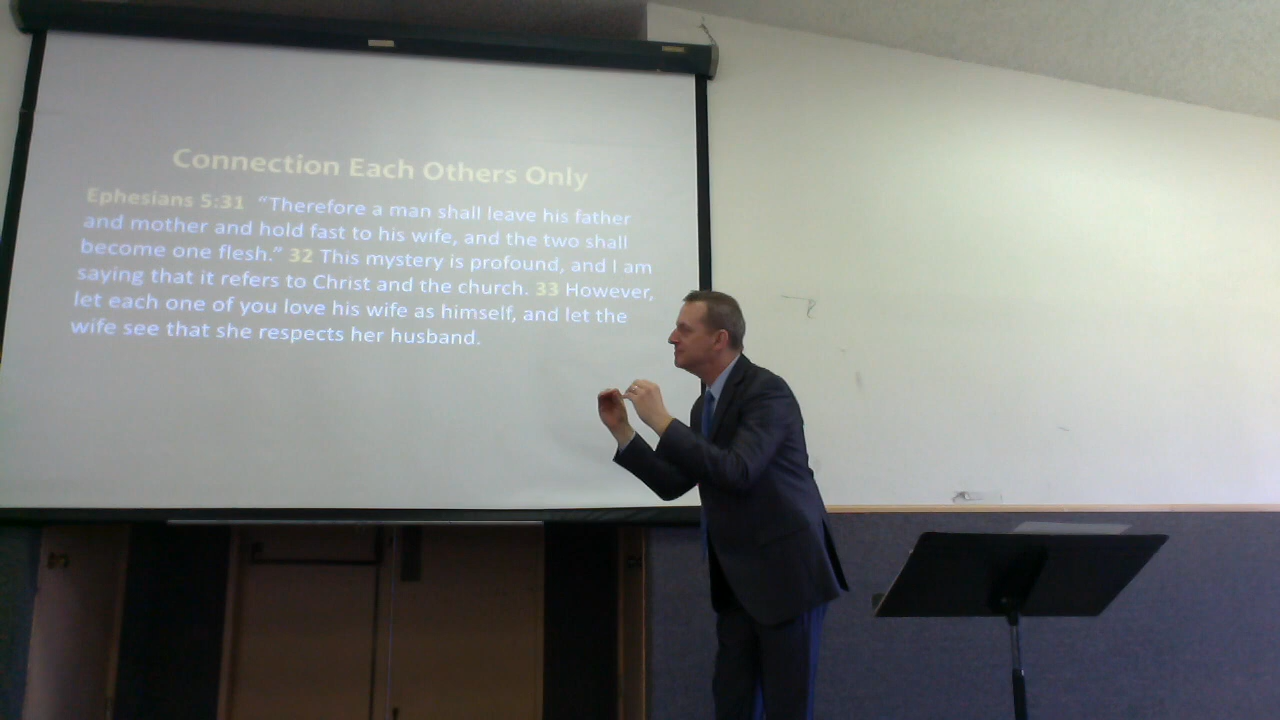 Connection Each Others Only
Ephesians 5:31 “Therefore a man shall leave his father
and mother and hold fast to his wife, and the two shall
become one flesh.” 32 This mystery is profound, and I am
saying that it refers to Christ and the church. 33 However,
let each one of you love his wife as himself, and let the
wife see that she respects her husband.